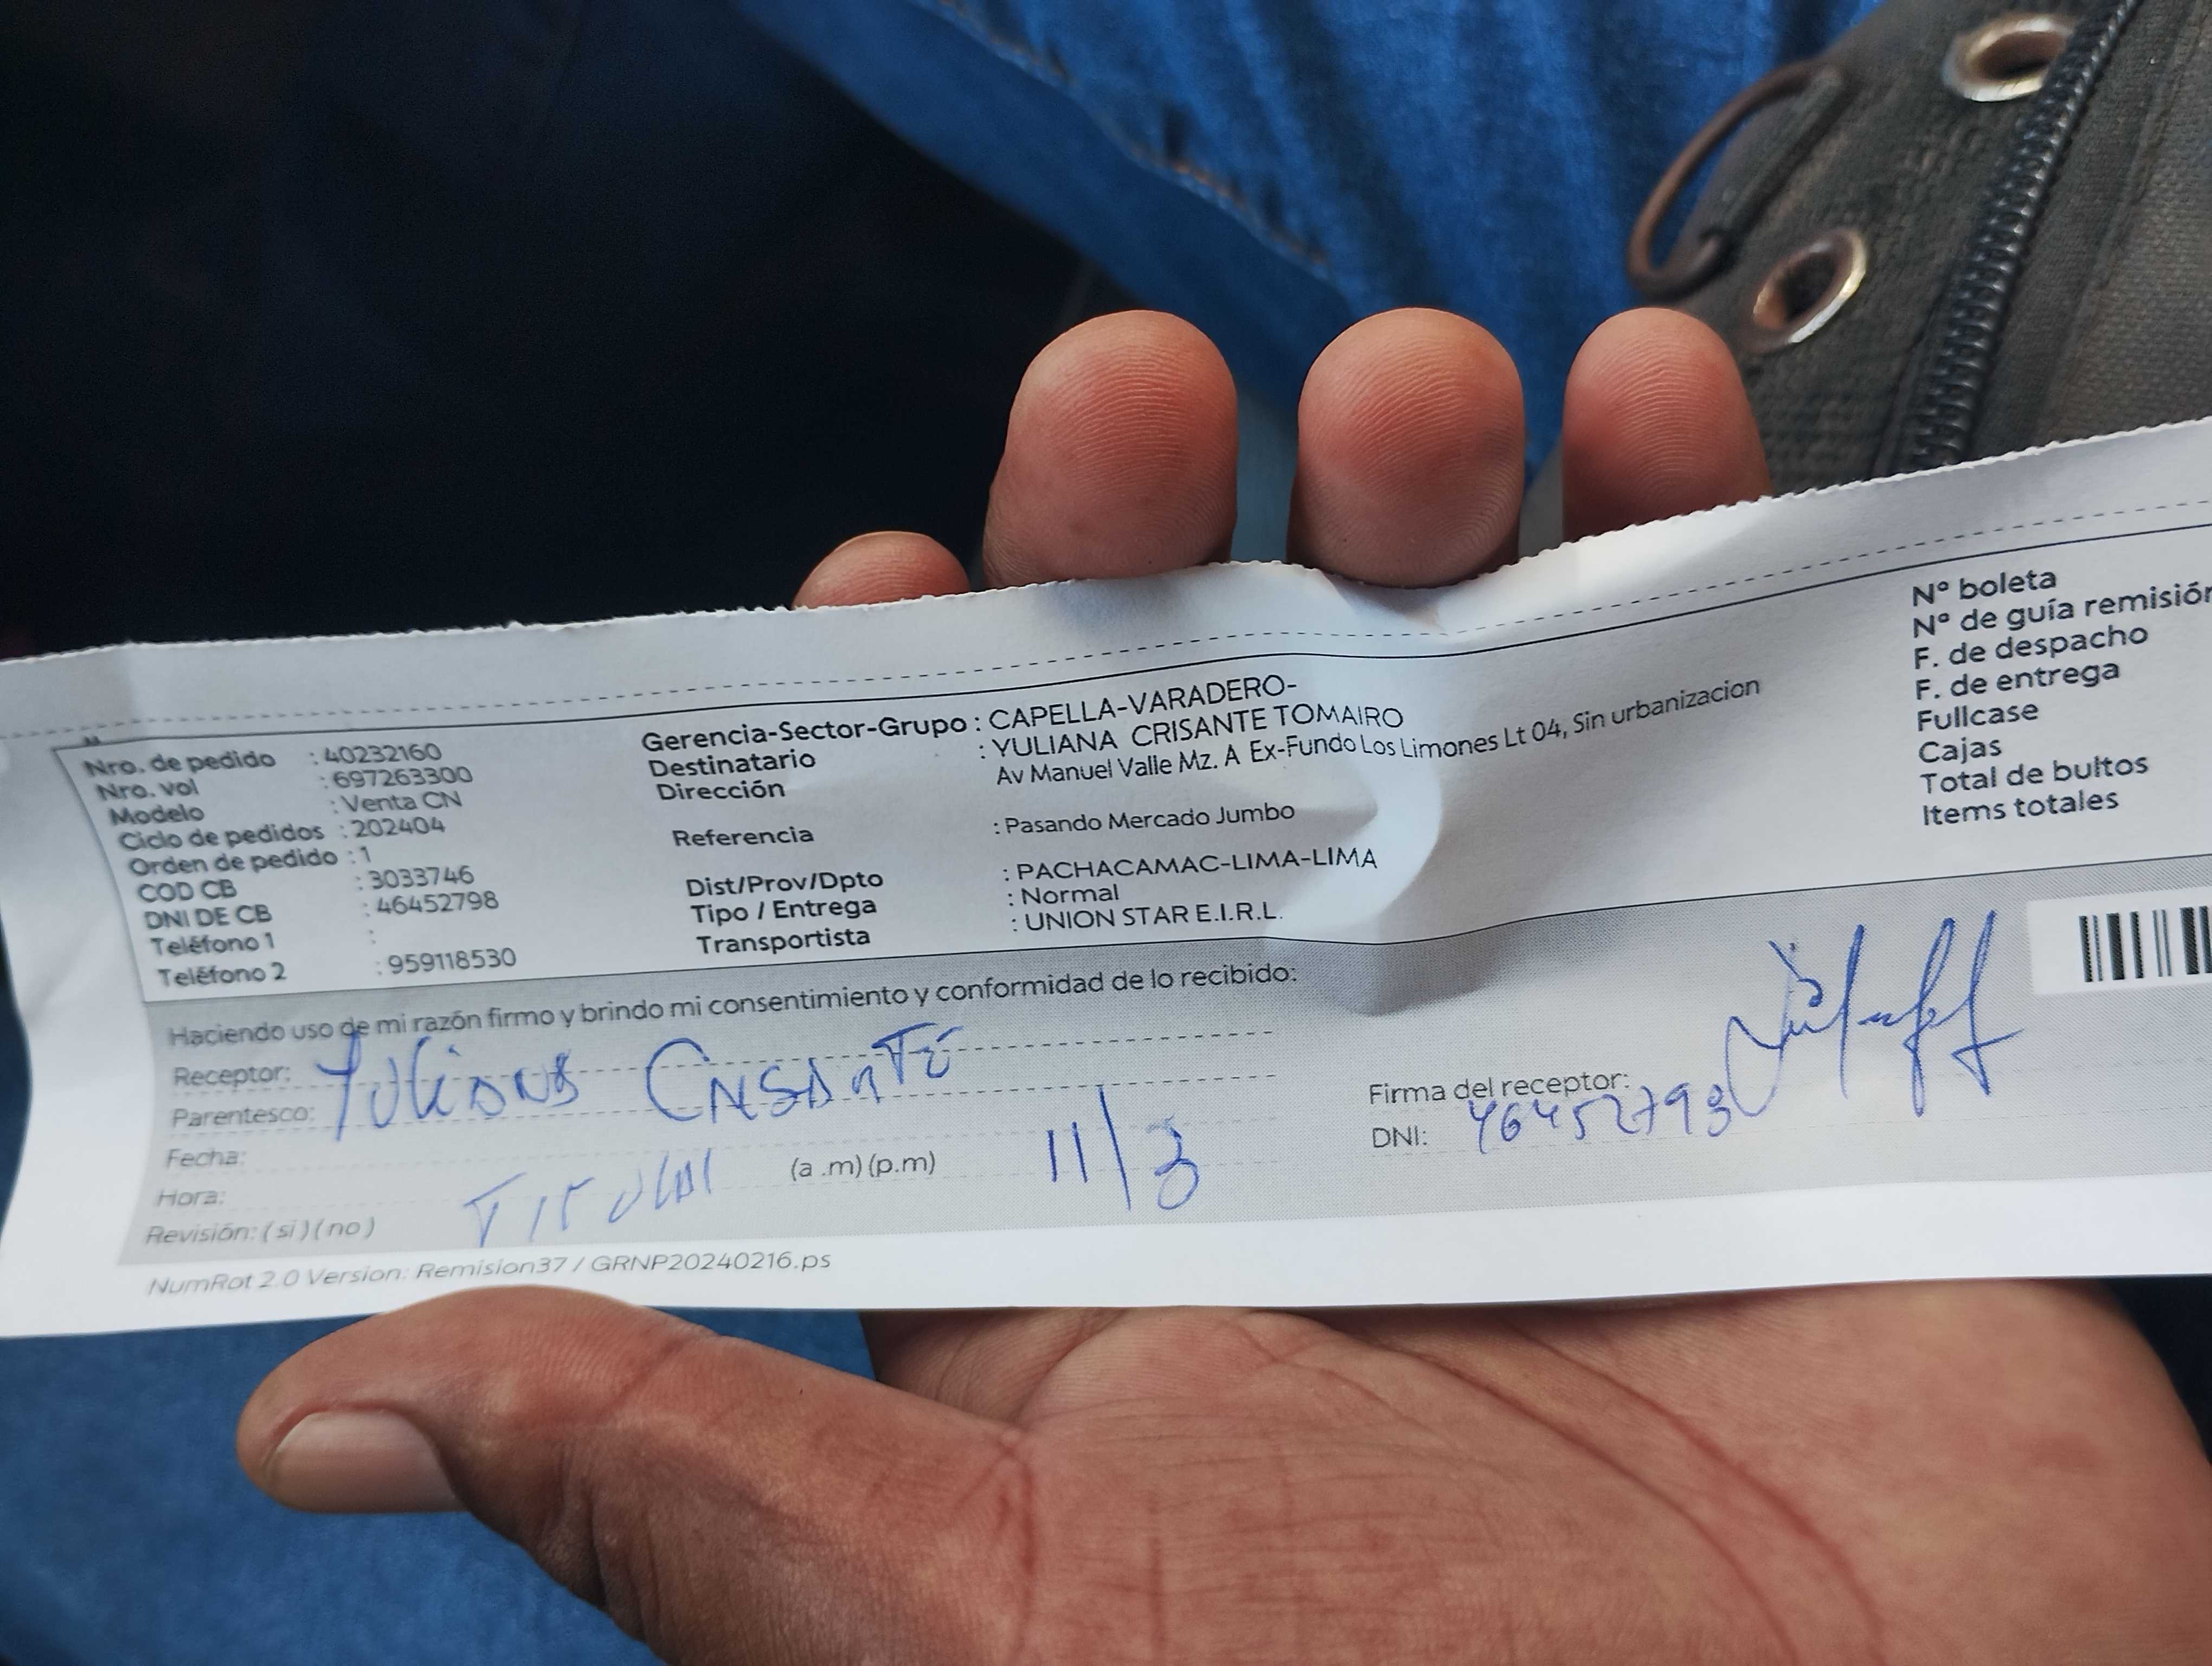 Nro. de pedido : 40232160
Nro. vol : 697263300
Modelo : Venta CN
Ciclo de pedidos : 202404
Orden de pedido : 1
COD CB : 3033746
DNI DE CB : 46452798
Teléfono 1 :
Teléfono 2 : 959118530
Gerencia-Sector-Grupo : CAPELLA-VARADERO-
Destinatario : YULIANA CRISANTE TOMAIRO
Dirección Av Manuel Valle Mz. A Ex-Fundo Los Limones Lt 04, Sin urbanizacion
Referencia : Pasando Mercado Jumbo
Dist/Prov/Dpto : PACHACAMAC-LIMA-LIMA
Tipo / Entrega : Normal
Transportista : UNION STAR E.I.R.L.
N° boleta
N° de guía remisión
F. de despacho
F. de entrega
Fullcase
Cajas
Total de bultos
Items totales
Haciendo uso de mi razón firmo y brindo mi consentimiento y conformidad de lo recibido:
Receptor: Yuliana Crisante
Parentesco:
Fecha:
Hora: (a .m) (p.m) 11/3
Revisión: ( si ) ( no ) Titular
Firma del receptor:
DNI: 46452798
NumRot 2.0 Version: Remision37 / GRNP20240216.ps